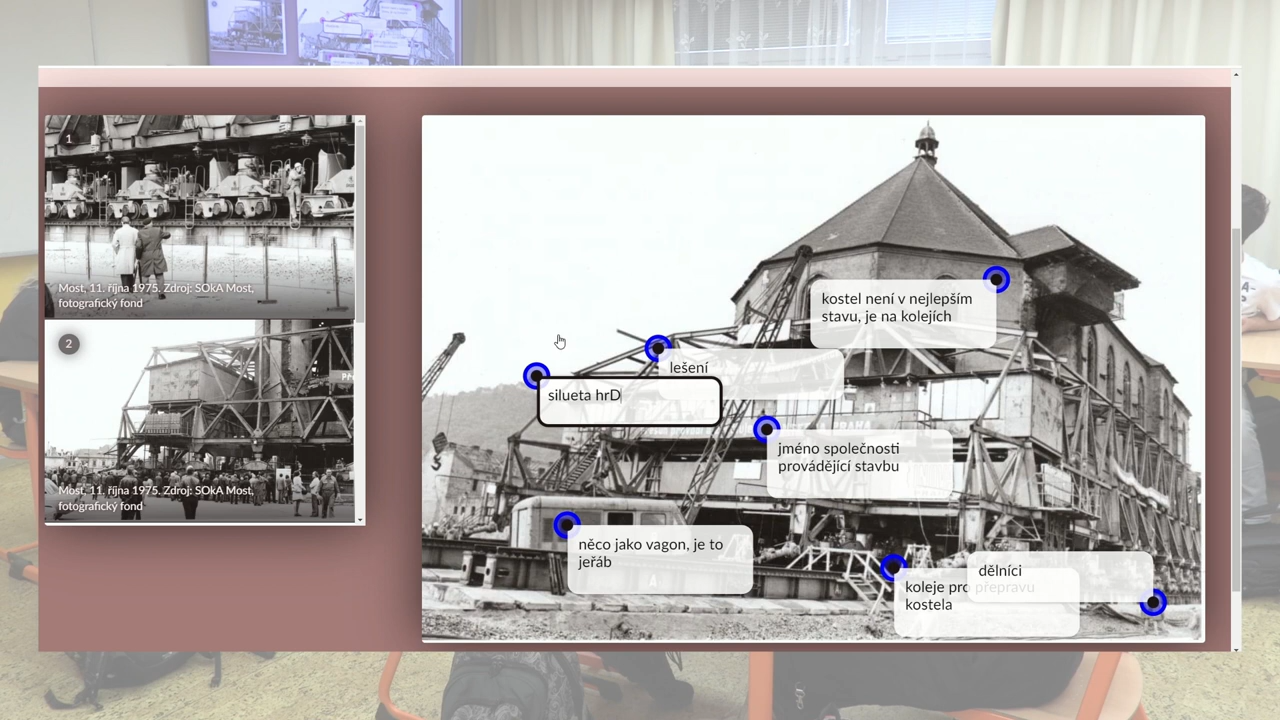 1
Most, 11. října 1975. Zdroj: SOkA Most,
fotografický fond
2
Most, 11. října 1975. Zdroj: SOkA Most,
fotografický fond
kostel není v nejlepším
stavu, je na kolejích
lešení
silueta hrD
PRAHA
jméno společnosti
provádějící stavbu
něco jako vagon, je to
jeřáb
dělníci
koleje pro přepravu
kostela